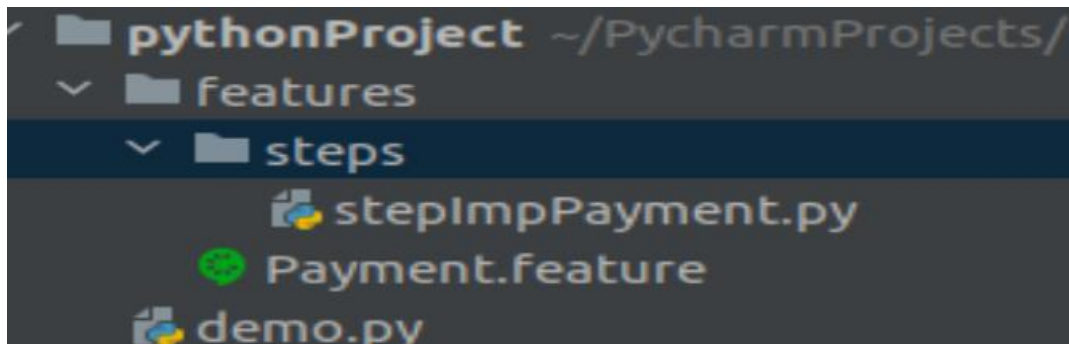 pythonProject ~/PycharmProjects/
features
steps
stepImpPayment.py
Payment.feature
demo.py